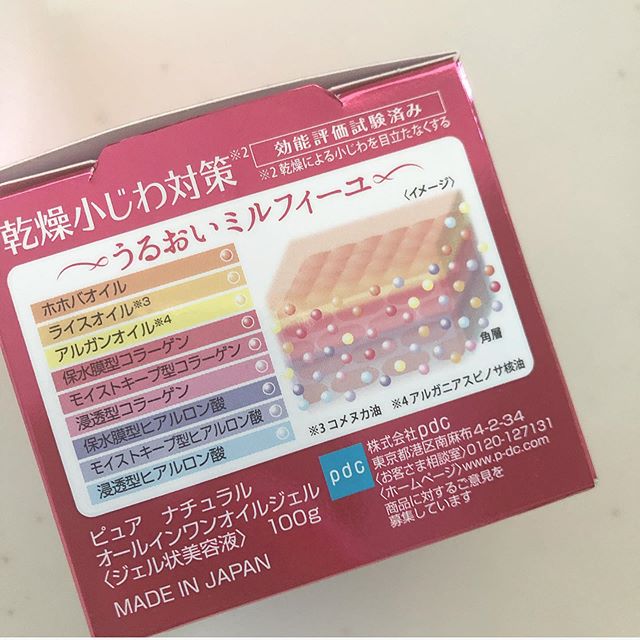 乾燥小じわ対策※2
効能評価試験済み
※2 乾燥による小じわを目立たなくする
うるおいミルフィーユ
〈イメージ〉
ホホバオイル
ライスオイル※3
アルガンオイル※4
保水膜型コラーゲン
モイストキープ型コラーゲン
浸透型コラーゲン
保水膜型ヒアルロン酸
モイストキープ型ヒアルロン酸
浸透型ヒアルロン酸
角層
※3 コメヌカ油 ※4 アルガニアスピノサ核油
ピュア ナチュラル
オールインワンオイルジェル
〈ジェル状美容液〉 100g
MADE IN JAPAN
pdc
株式会社pdc
東京都港区南麻布4-2-34
〈お客さま相談室〉0120-127131
〈ホームページ〉www.p-dc.com
商品に対するご意見を
募集しています